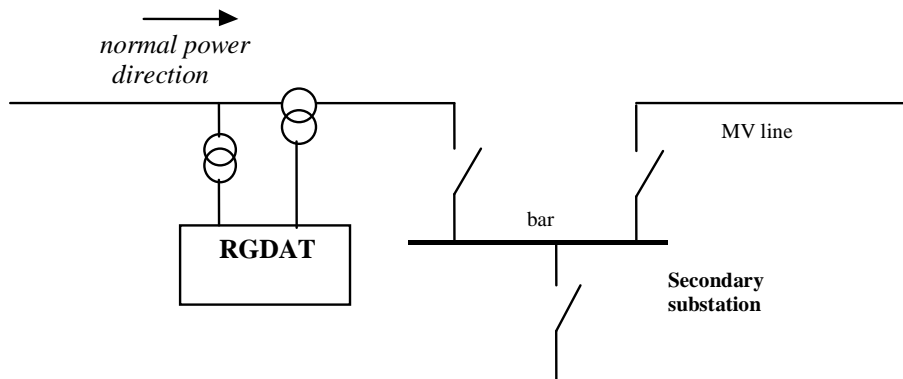 normal power
direction
MV line
bar
RGDAT
Secondary
substation